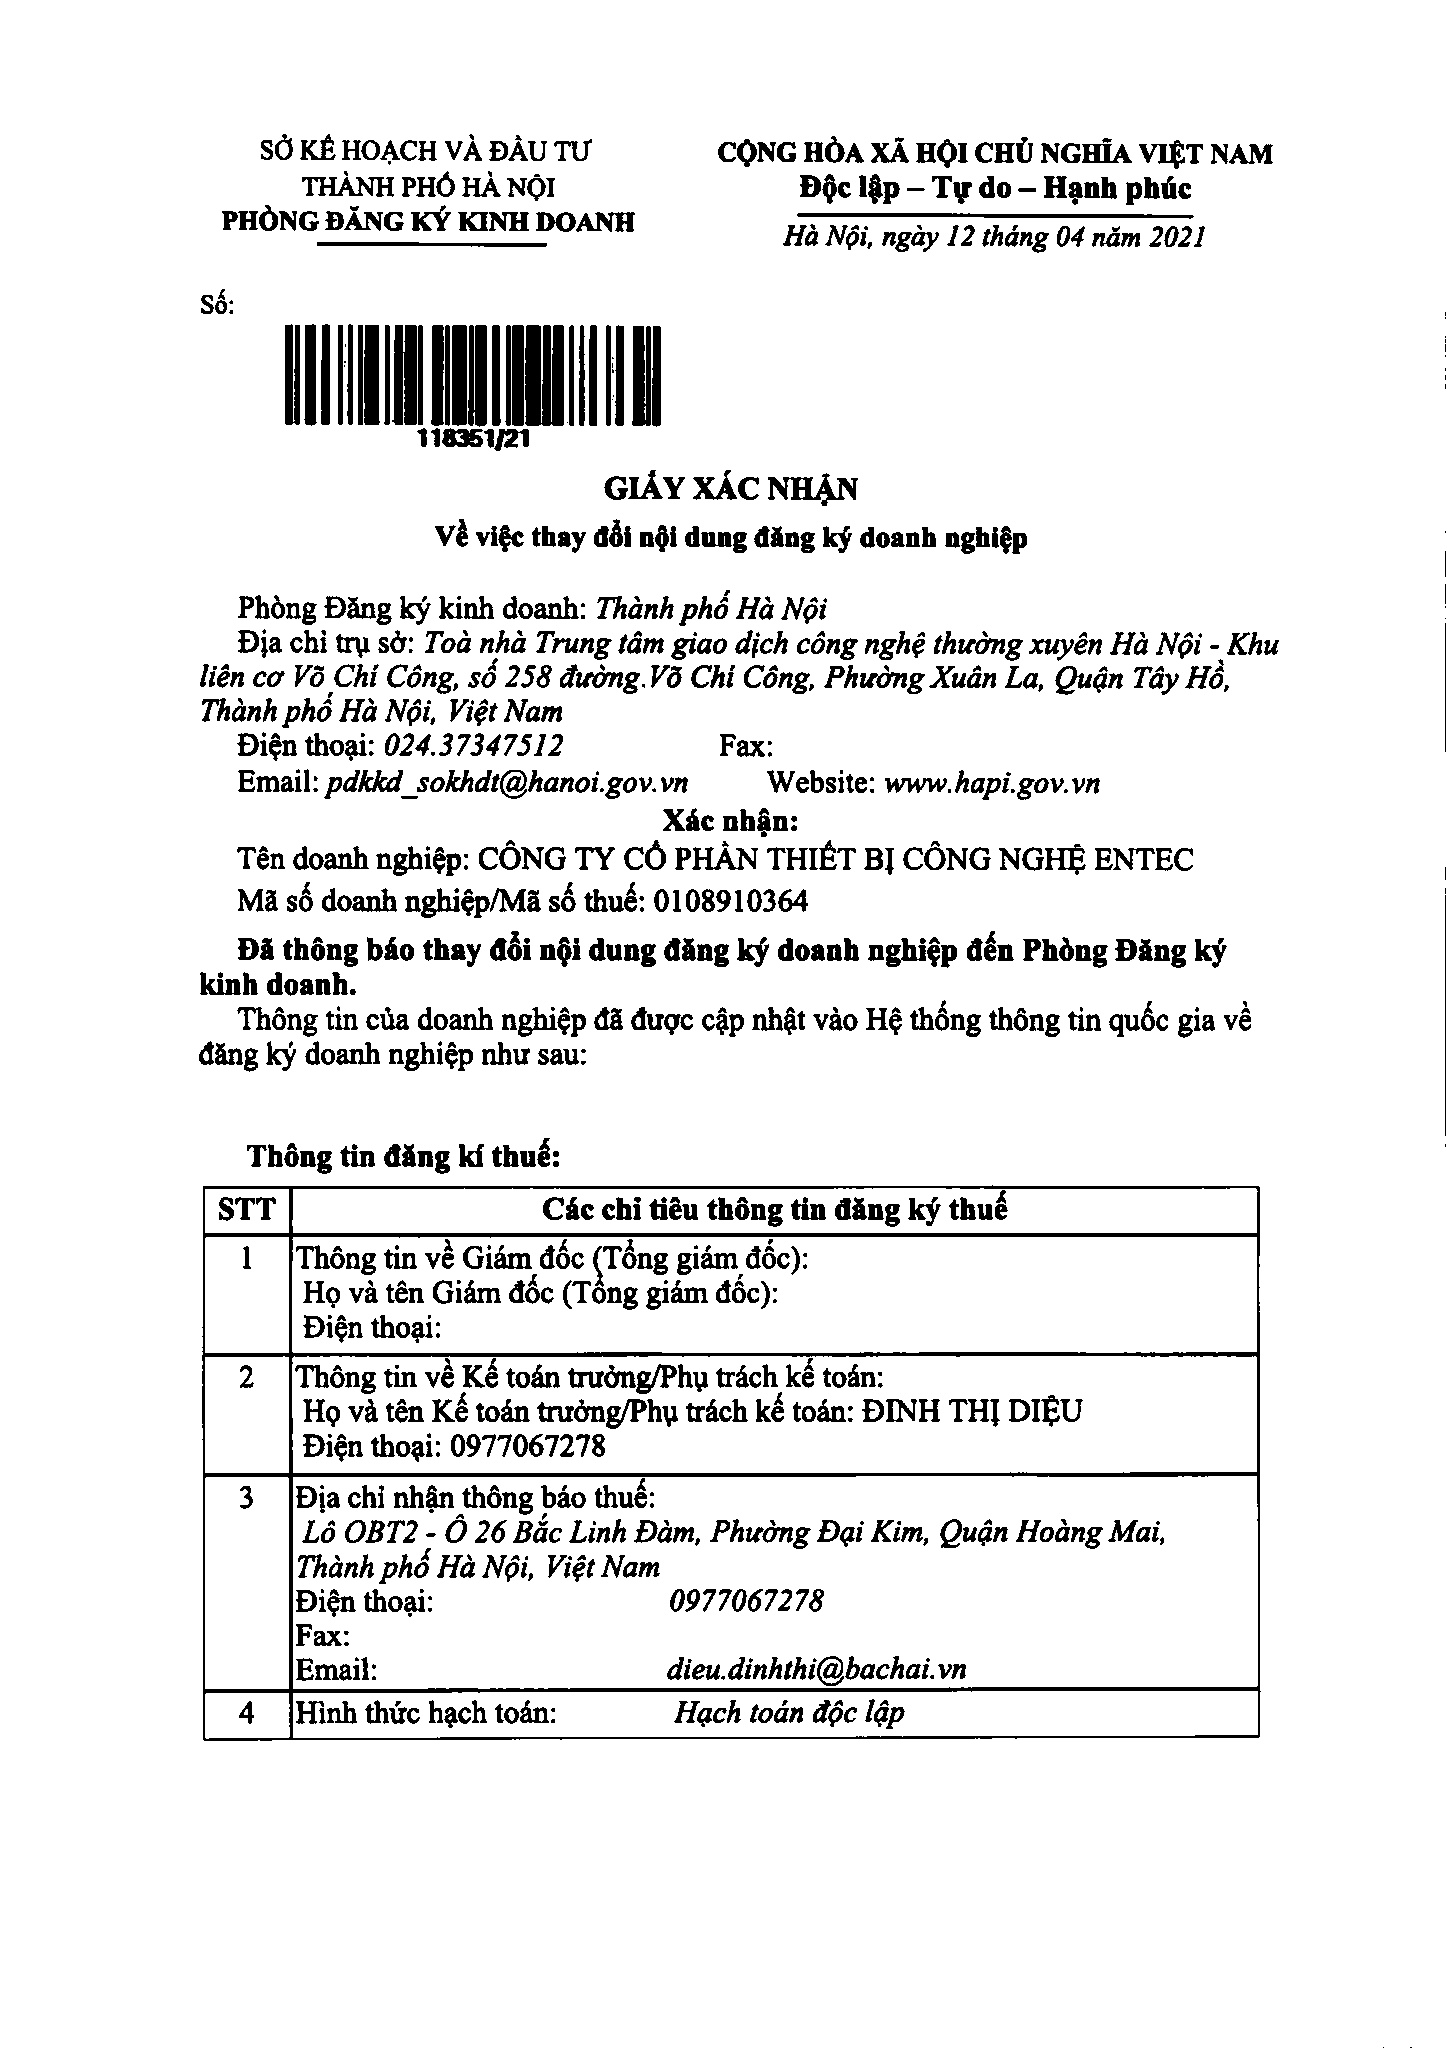 SỞ KẾ HOẠCH VÀ ĐẦU TƯ
THÀNH PHỐ HÀ NỘI
PHÒNG ĐĂNG KÝ KINH DOANH
CỘNG HÒA XÃ HỘI CHỦ NGHĨA VIỆT NAM
Độc lập – Tự do – Hạnh phúc
Hà Nội, ngày 12 tháng 04 năm 2021
Số:
118351/21
GIẤY XÁC NHẬN
Về việc thay đổi nội dung đăng ký doanh nghiệp
Phòng Đăng ký kinh doanh: Thành phố Hà Nội
Địa chỉ trụ sở: Toà nhà Trung tâm giao dịch công nghệ thường xuyên Hà Nội - Khu
liên cơ Võ Chí Công, số 258 đường.Võ Chí Công, Phường Xuân La, Quận Tây Hồ,
Thành phố Hà Nội, Việt Nam
Điện thoại: 024.37347512 Fax:
Email: pdkkd_sokhdt@hanoi.gov.vn Website: www.hapi.gov.vn
Xác nhận:
Tên doanh nghiệp: CÔNG TY CỔ PHẦN THIẾT BỊ CÔNG NGHỆ ENTEC
Mã số doanh nghiệp/Mã số thuế: 0108910364
Đã thông báo thay đổi nội dung đăng ký doanh nghiệp đến Phòng Đăng ký
kinh doanh.
Thông tin của doanh nghiệp đã được cập nhật vào Hệ thống thông tin quốc gia về
đăng ký doanh nghiệp như sau:
Thông tin đăng kí thuế:
STT Các chỉ tiêu thông tin đăng ký thuế
1 Thông tin về Giám đốc (Tổng giám đốc):
Họ và tên Giám đốc (Tổng giám đốc):
Điện thoại:
2 Thông tin về Kế toán trưởng/Phụ trách kế toán:
Họ và tên Kế toán trưởng/Phụ trách kế toán: ĐINH THỊ DIỆU
Điện thoại: 0977067278
3 Địa chỉ nhận thông báo thuế:
Lô OBT2 - Ô 26 Bắc Linh Đàm, Phường Đại Kim, Quận Hoàng Mai,
Thành phố Hà Nội, Việt Nam
Điện thoại: 0977067278
Fax:
Email: dieu.dinhthi@bachai.vn
4 Hình thức hạch toán: Hạch toán độc lập